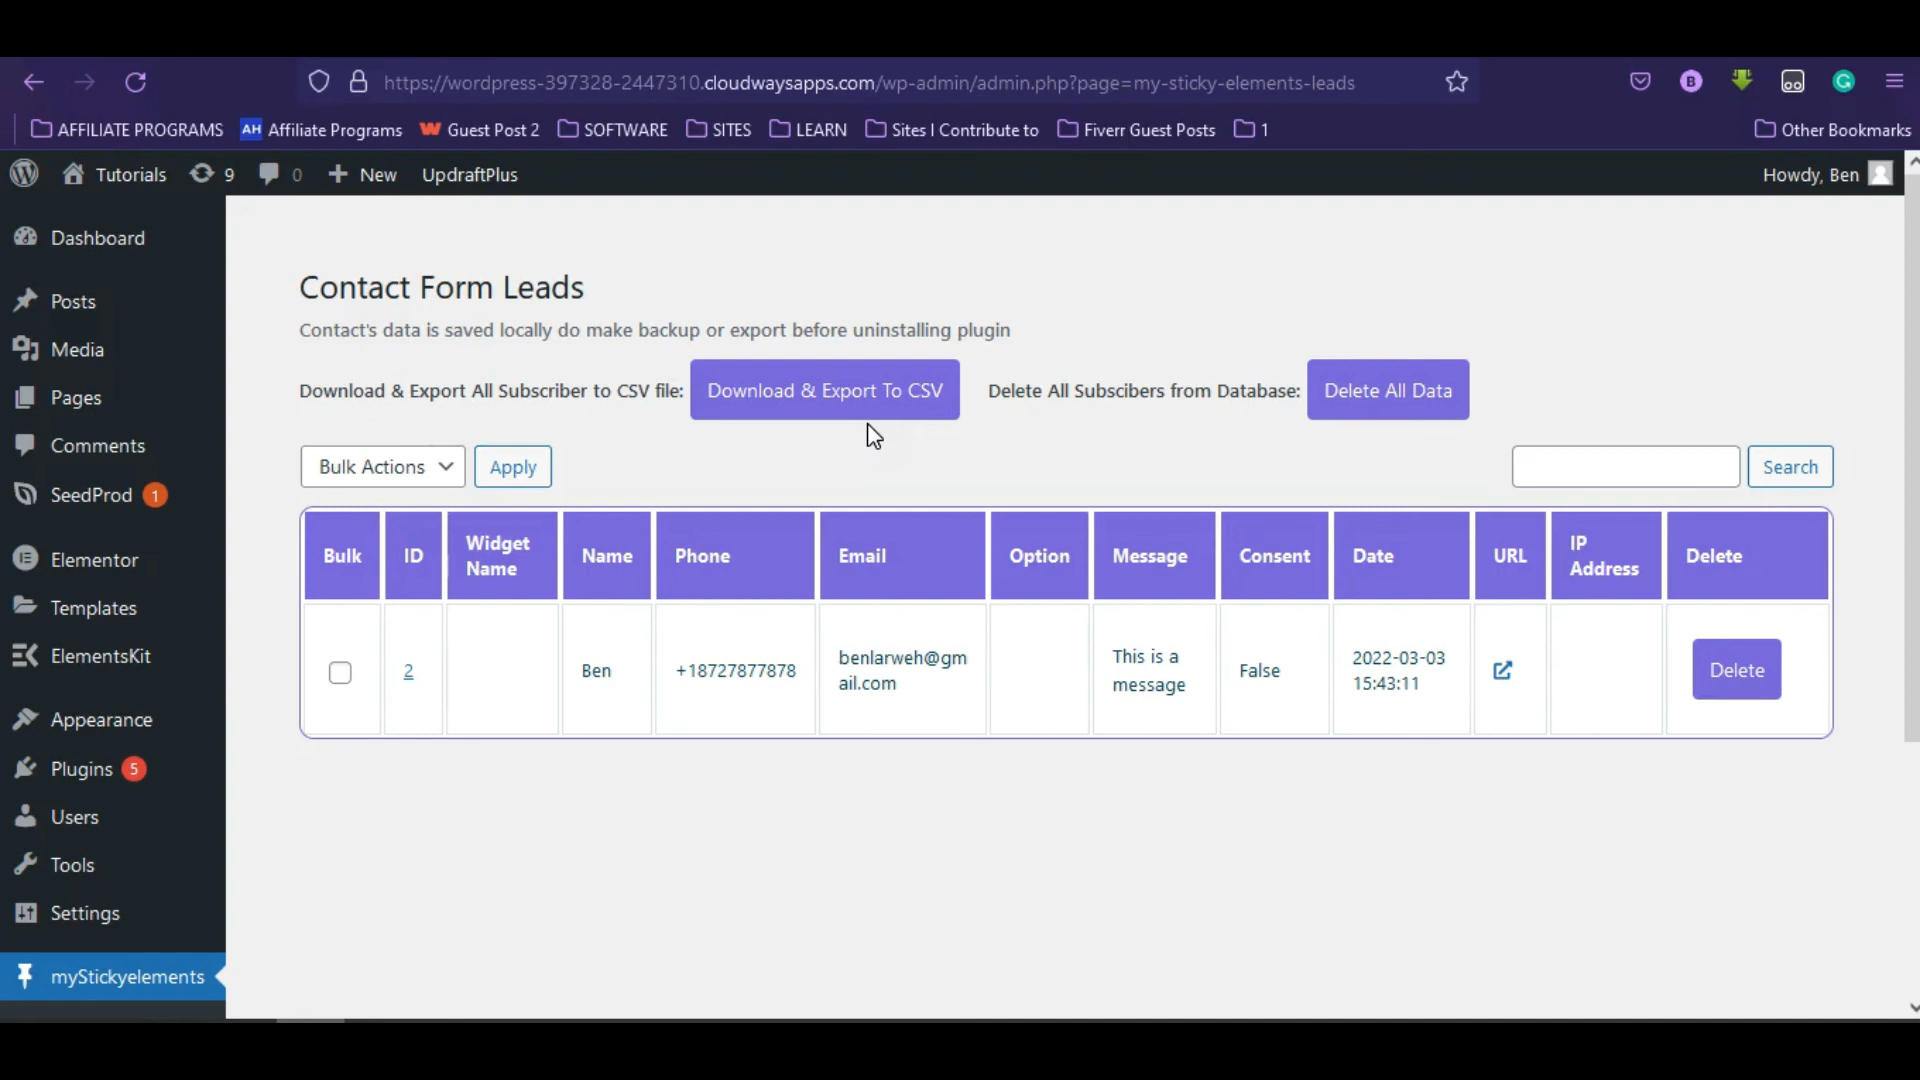 https://wordpress-397328-2447310.cloudwaysapps.com/wp-admin/admin.php?page=my-sticky-elements-leads
B
G
AFFILIATE PROGRAMS
AH Affiliate Programs
Guest Post 2
SOFTWARE
SITES
LEARN
Sites I Contribute to
Fiverr Guest Posts
1
Other Bookmarks
Tutorials
9
0
New
UpdraftPlus
Howdy, Ben
Dashboard
Posts
Media
Pages
Comments
SeedProd 1
Elementor
Templates
ElementsKit
Appearance
Plugins 5
Users
Tools
Settings
myStickyelements
Contact Form Leads
Contact's data is saved locally do make backup or export before uninstalling plugin
Download & Export All Subscriber to CSV file: Download & Export To CSV Delete All Subscibers from Database: Delete All Data
Bulk Actions Apply Search
Bulk
ID
Widget
Name
Name
Phone
Email
Option
Message
Consent
Date
URL
IP
Address
Delete
2
Ben
+18727877878
benlarweh@gm
ail.com
This is a
message
False
2022-03-03
15:43:11
Delete